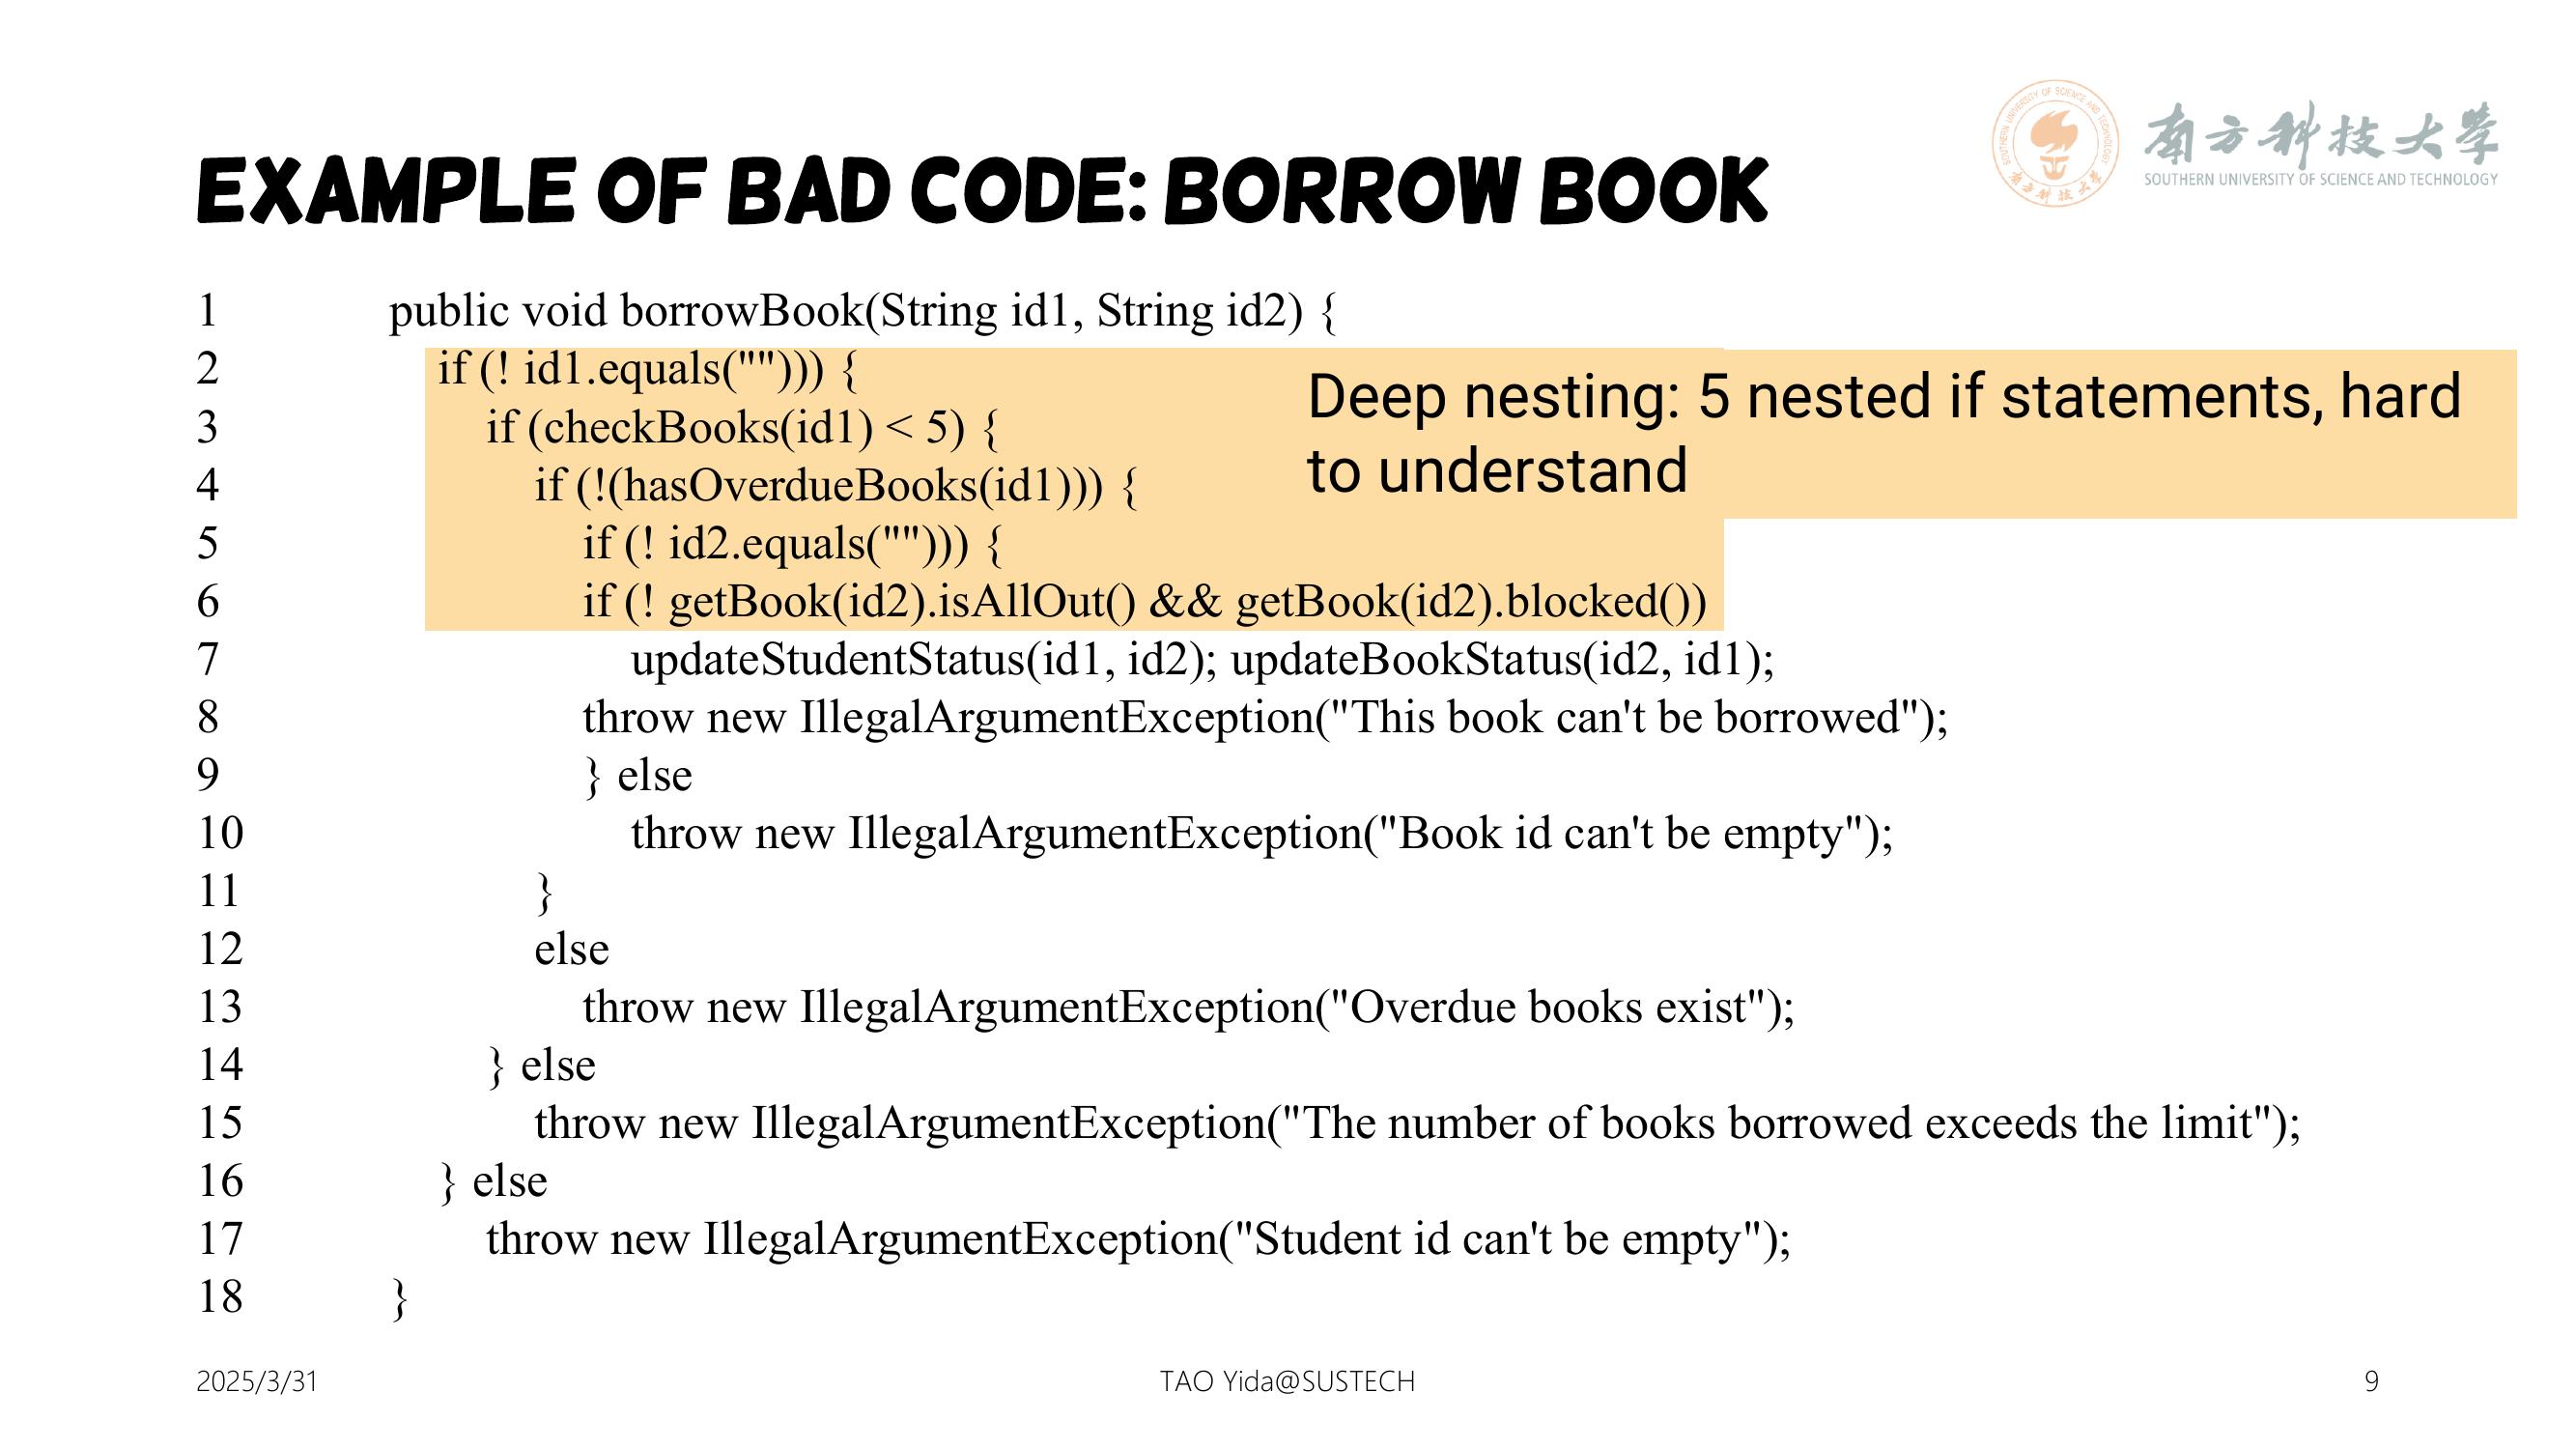 南方科技大学
SOUTHERN UNIVERSITY OF SCIENCE AND TECHNOLOGY
EXAMPLE OF BAD CODE: BORROW BOOK
1 public void borrowBook(String id1, String id2) {
2 if (! id1.equals(""))) {
3 if (checkBooks(id1) < 5) {
4 if (!(hasOverdueBooks(id1))) {
5 if (! id2.equals(""))) {
6 if (! getBook(id2).isAllOut() && getBook(id2).blocked())
Deep nesting: 5 nested if statements, hard
to understand
7 updateStudentStatus(id1, id2); updateBookStatus(id2, id1);
8 throw new IllegalArgumentException("This book can't be borrowed");
9 } else
10 throw new IllegalArgumentException("Book id can't be empty");
11 }
12 else
13 throw new IllegalArgumentException("Overdue books exist");
14 } else
15 throw new IllegalArgumentException("The number of books borrowed exceeds the limit");
16 } else
17 throw new IllegalArgumentException("Student id can't be empty");
18 }
2025/3/31
TAO Yida@SUSTECH
9